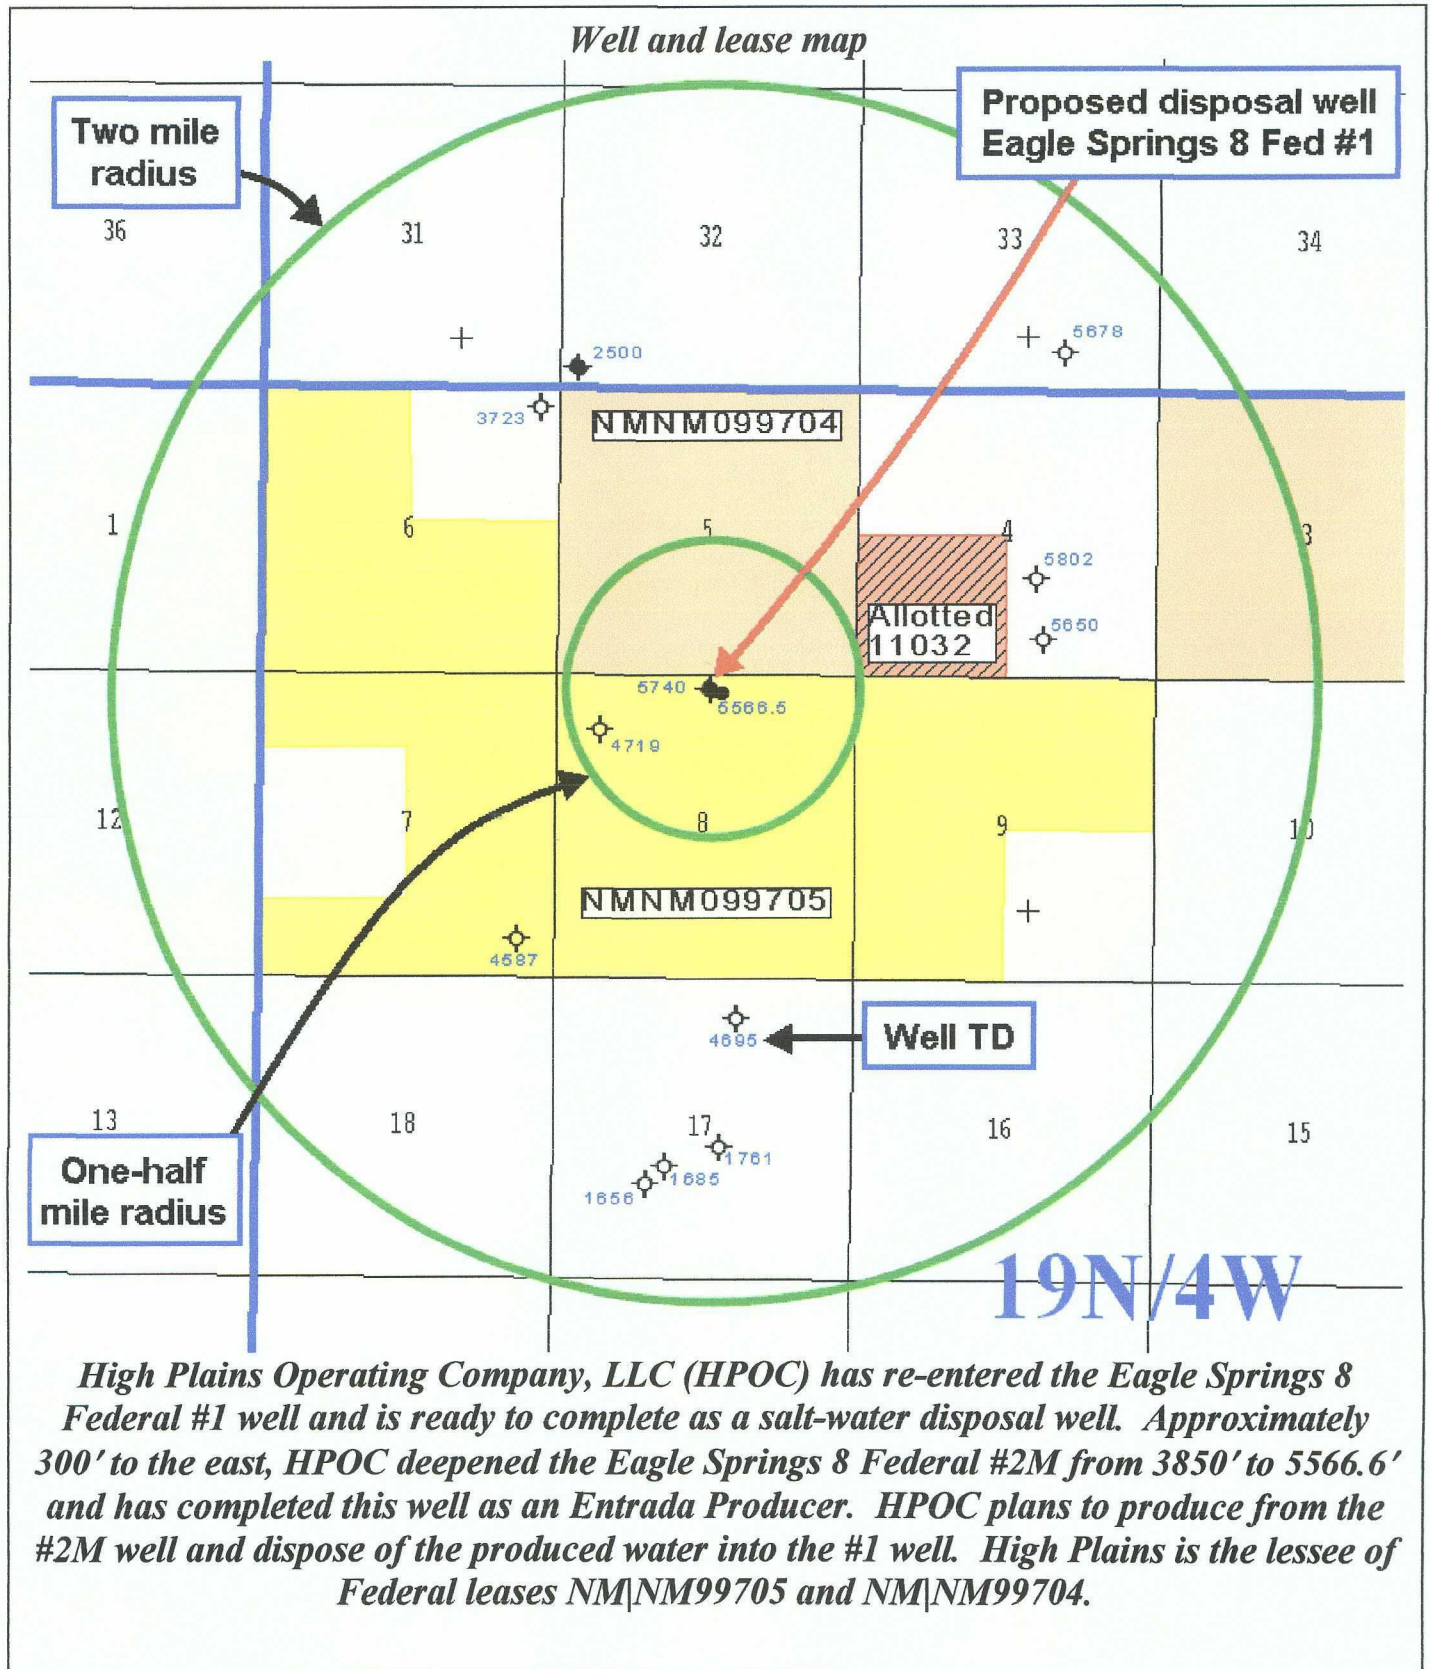 Well and lease map
Two mile
radius
Proposed disposal well
Eagle Springs 8 Fed #1
36
31
32
33
34
5678
2500
3723
NMNM099704
1
6
5
4
3
5802
Allotted
11032
5650
5740
5566.5
4719
12
7
8
9
10
NMNM099705
4587
4695
Well TD
13
18
17
16
15
1761
1685
1656
One-half
mile radius
19N/4W
High Plains Operating Company, LLC (HPOC) has re-entered the Eagle Springs 8
Federal #1 well and is ready to complete as a salt-water disposal well. Approximately
300' to the east, HPOC deepened the Eagle Springs 8 Federal #2M from 3850' to 5566.6'
and has completed this well as an Entrada Producer. HPOC plans to produce from the
#2M well and dispose of the produced water into the #1 well. High Plains is the lessee of
Federal leases NM|NM99705 and NM|NM99704.